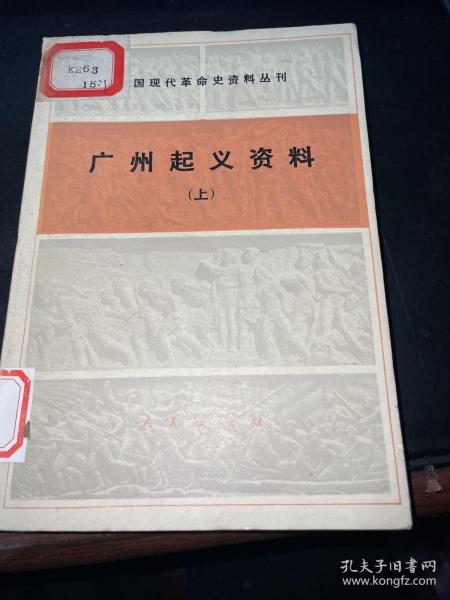 K263
15:1
国现代革命史资料丛刊
广州起义资料
（上）
人民出版社
孔夫子旧书网
www.kongfz.com